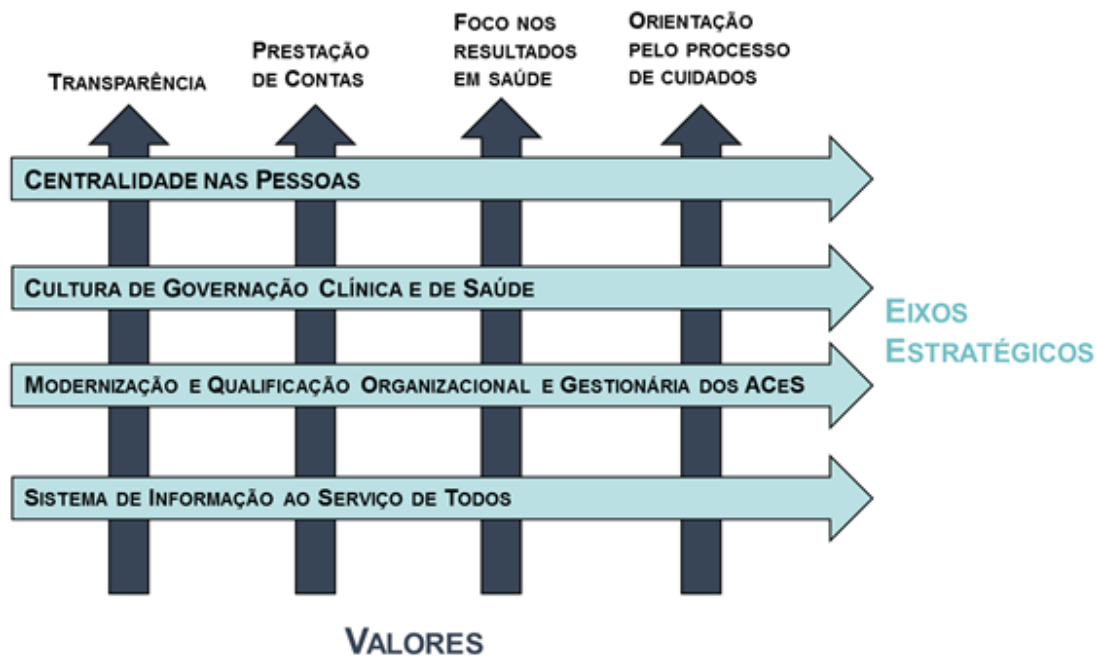 Transparência
Prestação
de Contas
Foco nos
resultados
em saúde
Orientação
pelo processo
de cuidados
Centralidade nas Pessoas
Cultura de Governação Clínica e de Saúde
Modernização e Qualificação Organizacional e Gestionária dos ACeS
Sistema de Informação ao Serviço de Todos
Eixos
Estratégicos
Valores